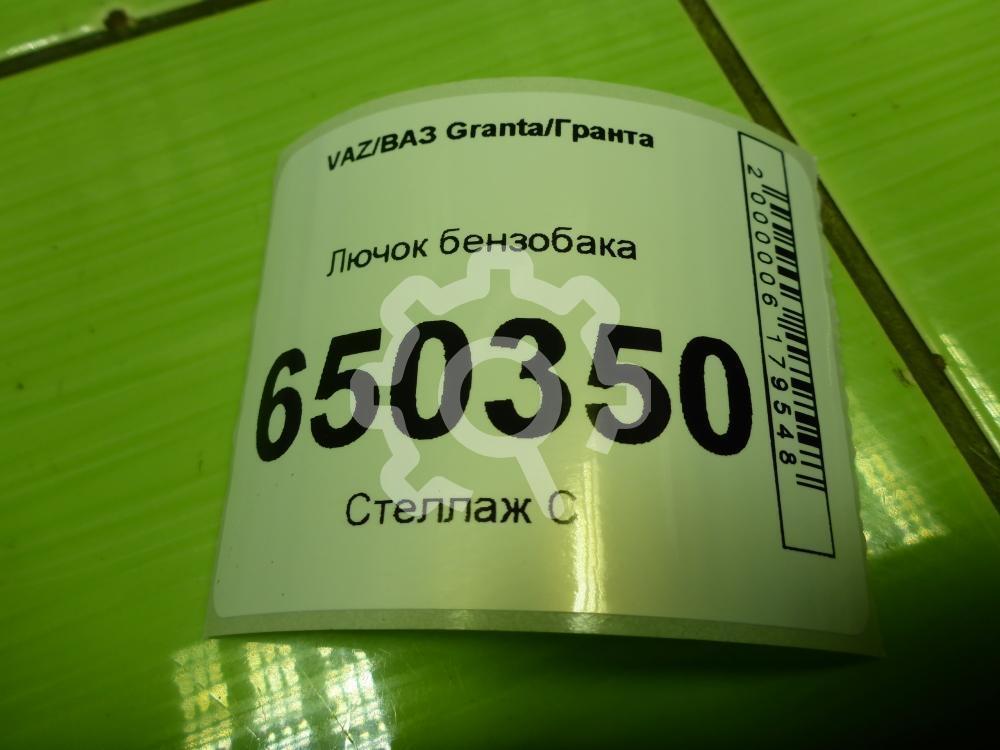 VAZ/ВАЗ Granta/Гранта
Лючок бензобака
650350
Стеллаж С
2000006179548